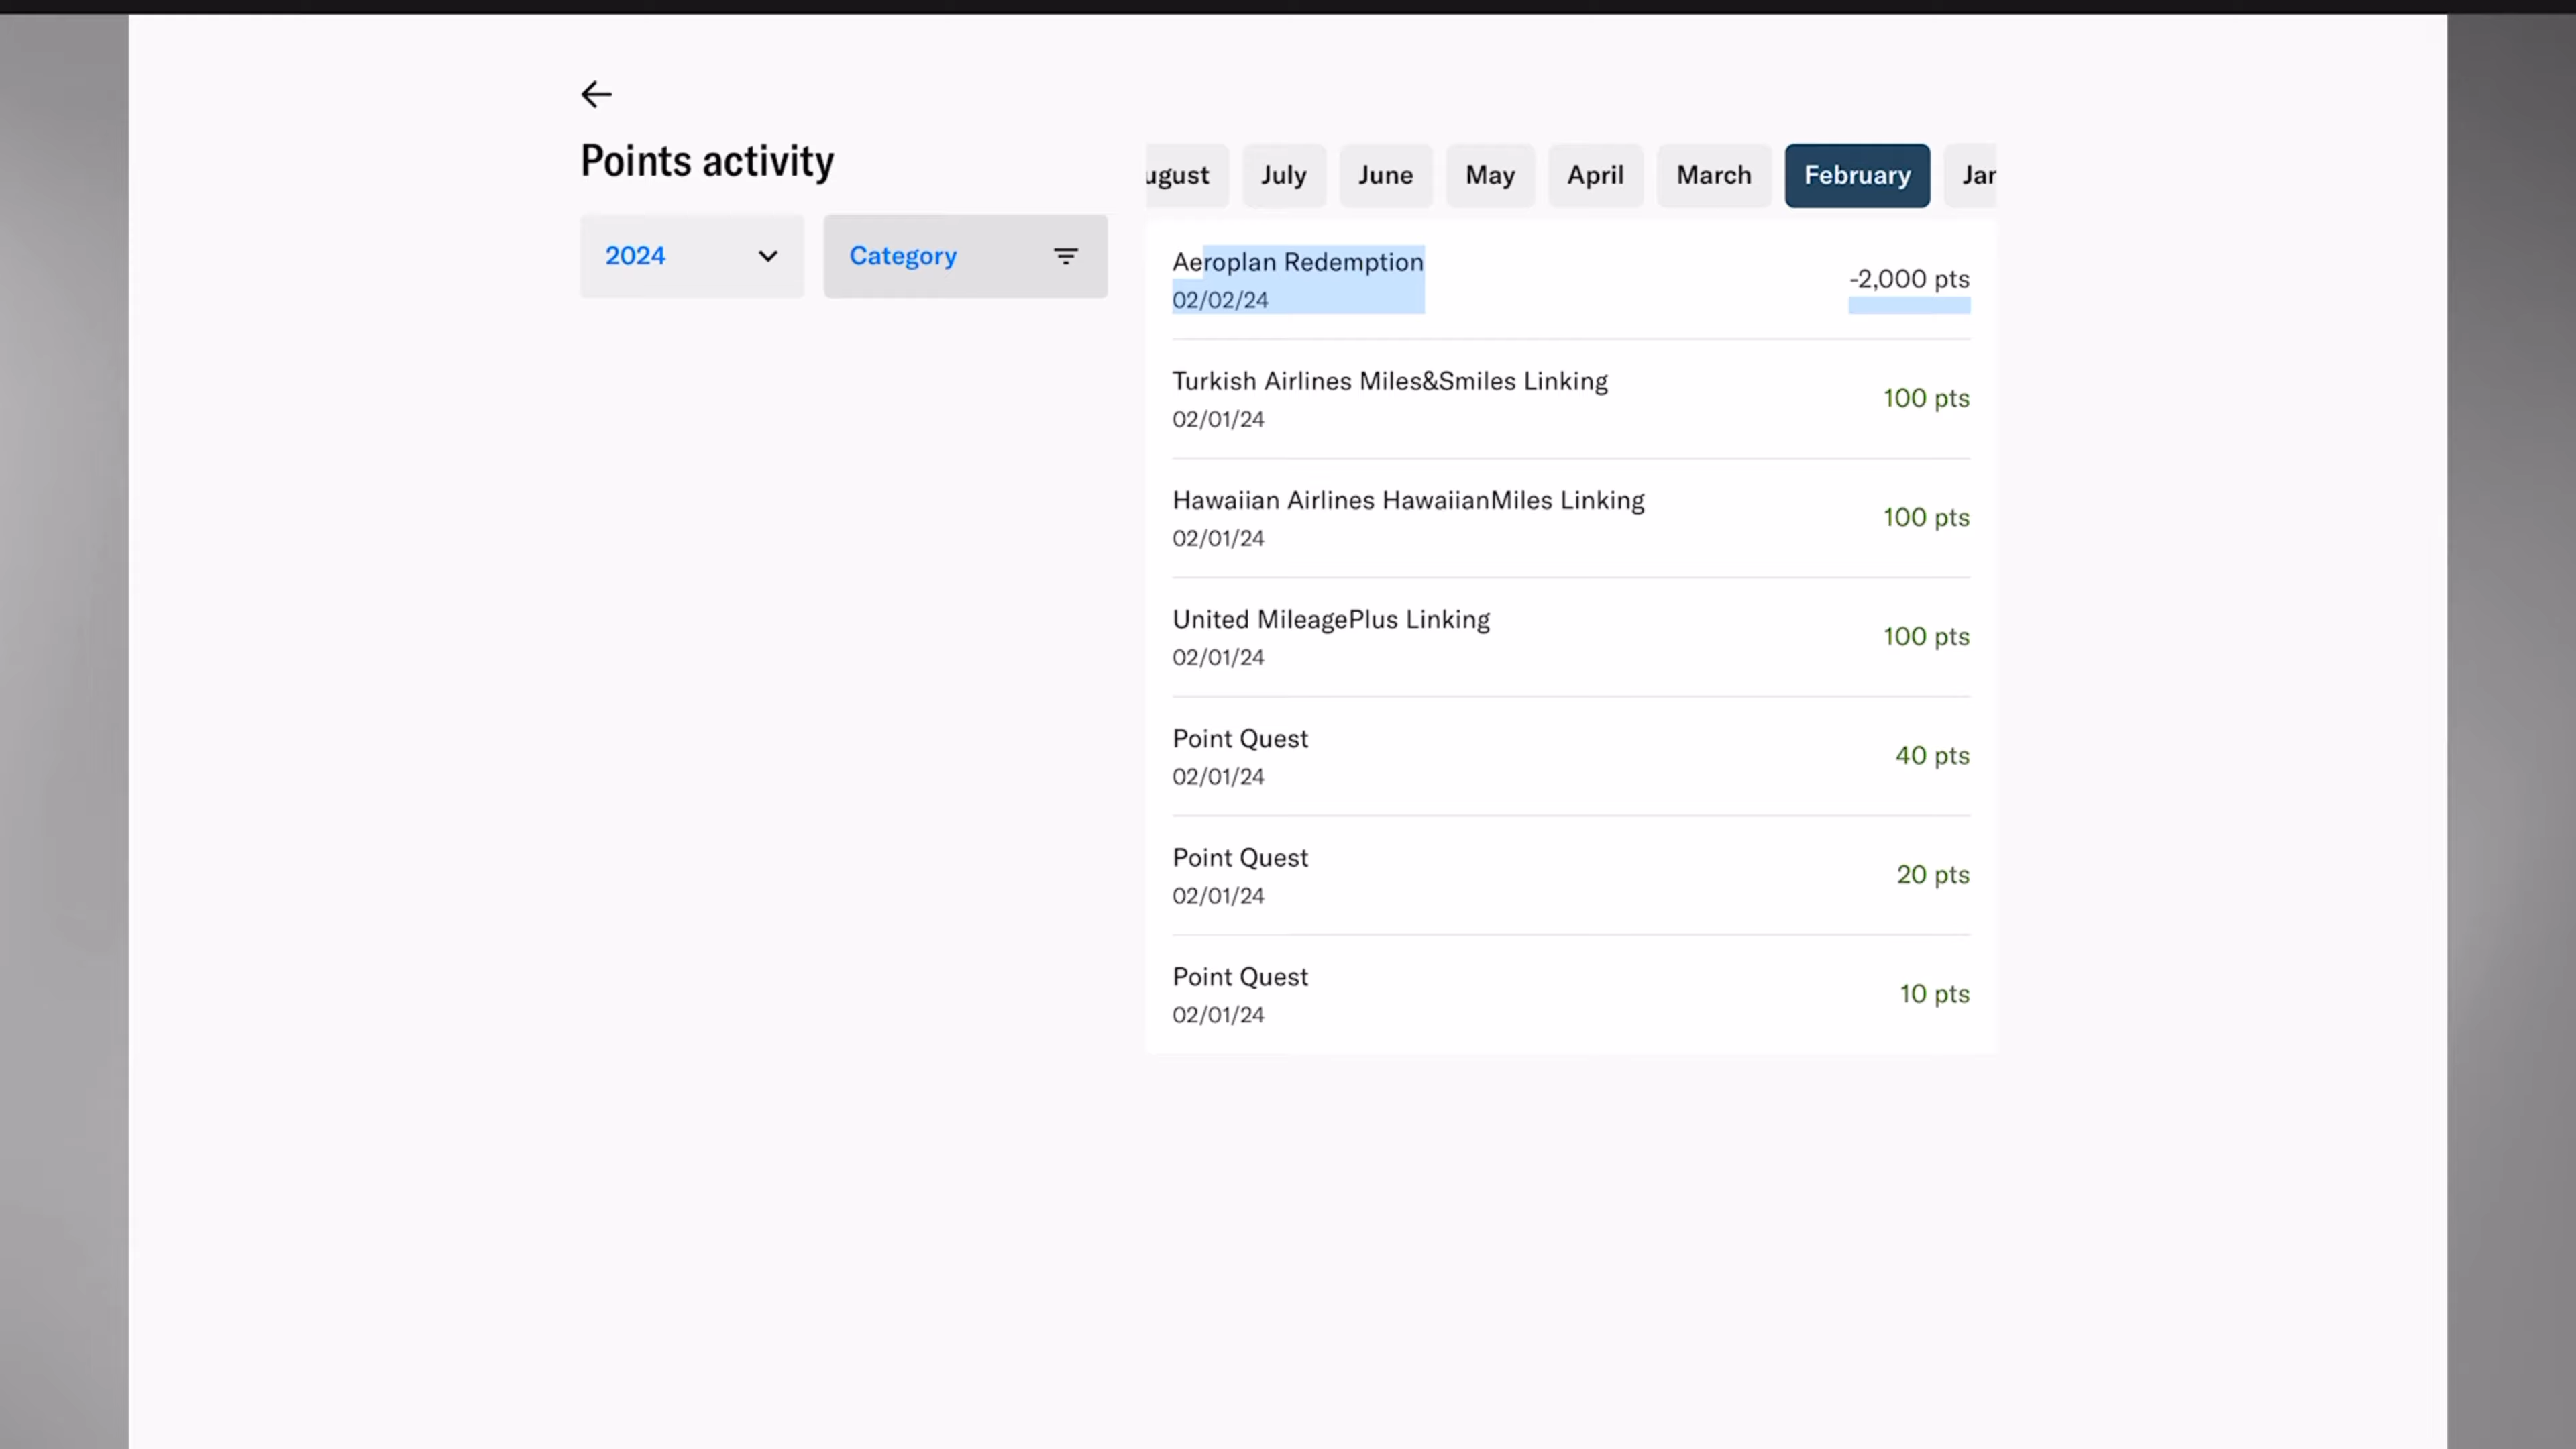 Points activity
2024
Category
ugust July June May April March February Jan
Aeroplan Redemption
02/02/24
-2,000 pts
Turkish Airlines Miles&Smiles Linking
02/01/24
100 pts
Hawaiian Airlines HawaiianMiles Linking
02/01/24
100 pts
United MileagePlus Linking
02/01/24
100 pts
Point Quest
02/01/24
40 pts
Point Quest
02/01/24
20 pts
Point Quest
02/01/24
10 pts